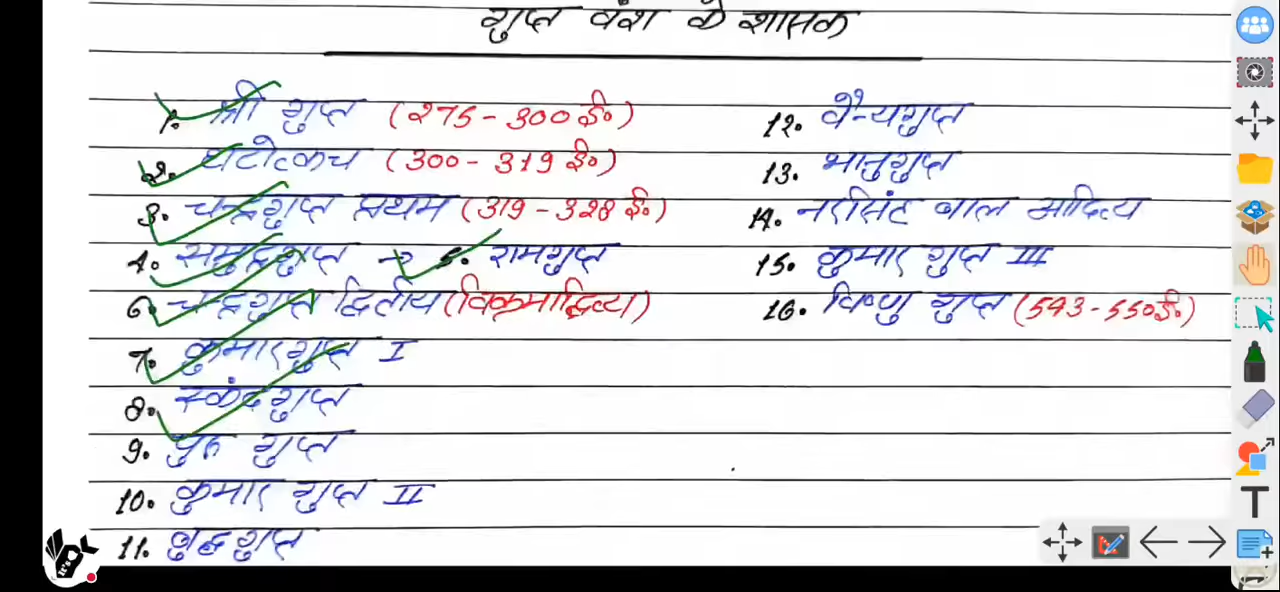 गुप्त वंश के शासक
1. श्री गुप्त (275-300 ई०)
2. घटोत्कच (300-319 ई०)
3. चन्द्रगुप्त प्रथम (319-328 ई०)
4. समुद्रगुप्त → 5. रामगुप्त
6. चन्द्रगुप्त द्वितीय (विक्रमादित्य)
7. कुमारगुप्त I
8. स्कंदगुप्त
9. पुरु गुप्त
10. कुमार गुप्त II
11. बुद्धगुप्त
12. वैन्यगुप्त
13. भानुगुप्त
14. नरसिंह बाल आदित्य
15. कुमार गुप्त III
16. विष्णु गुप्त (543-550ई०)
T